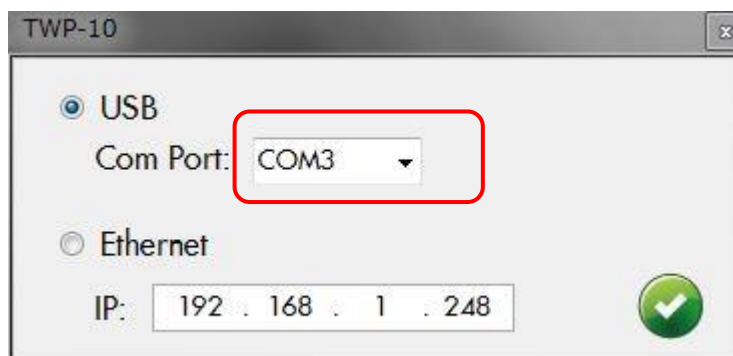 TWP-10
USB
Com Port: COM3
Ethernet
IP: 192 . 168 . 1 . 248